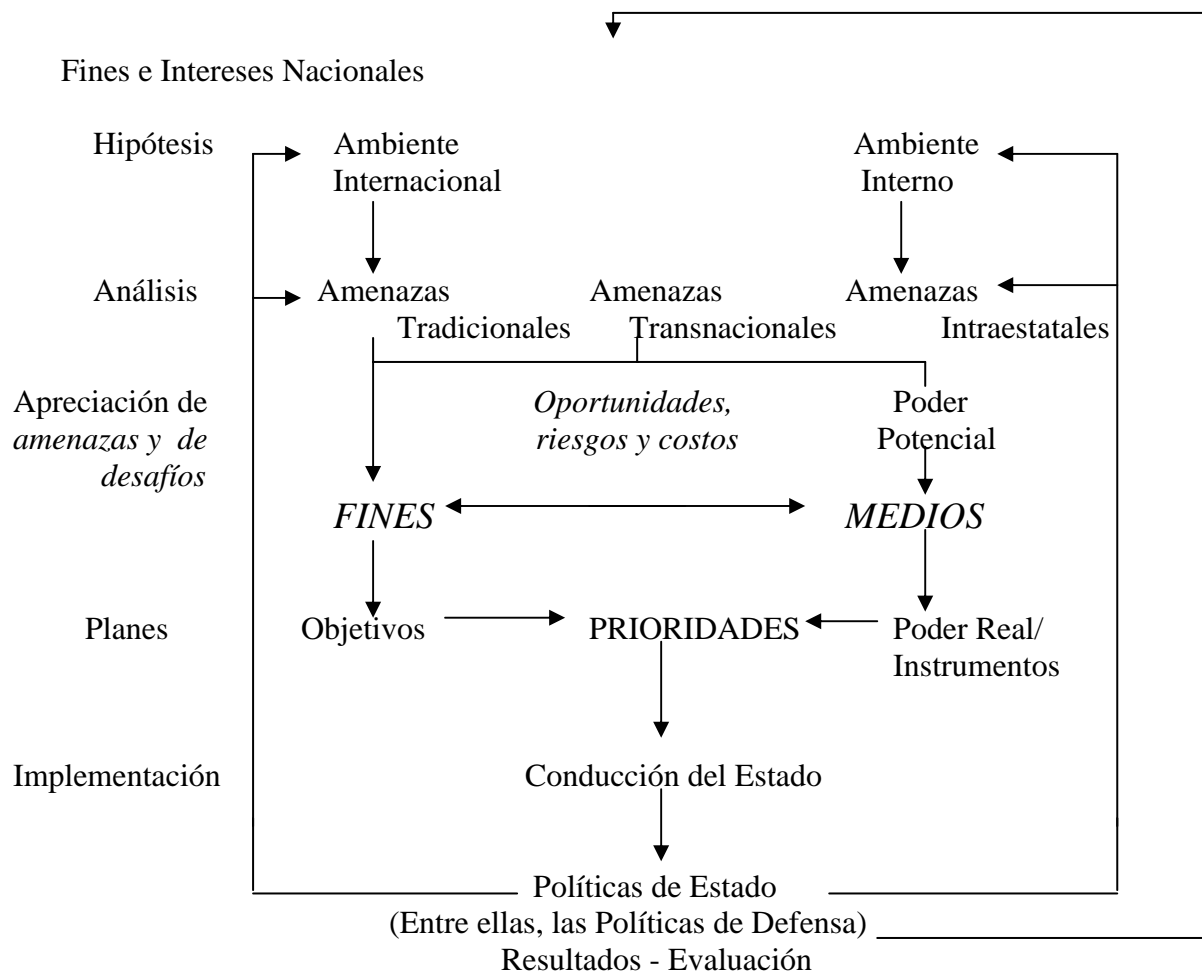 Fines e Intereses Nacionales
Hipótesis Ambiente Ambiente
Internacional Interno
Análisis Amenazas Amenazas Amenazas
Tradicionales Transnacionales Intraestatales
Apreciación de Oportunidades, Poder
amenazas y de riesgos y costos Potencial
desafíos
FINES MEDIOS
Planes Objetivos PRIORIDADES Poder Real/
Instrumentos
Implementación Conducción del Estado
Políticas de Estado
(Entre ellas, las Políticas de Defensa)
Resultados - Evaluación